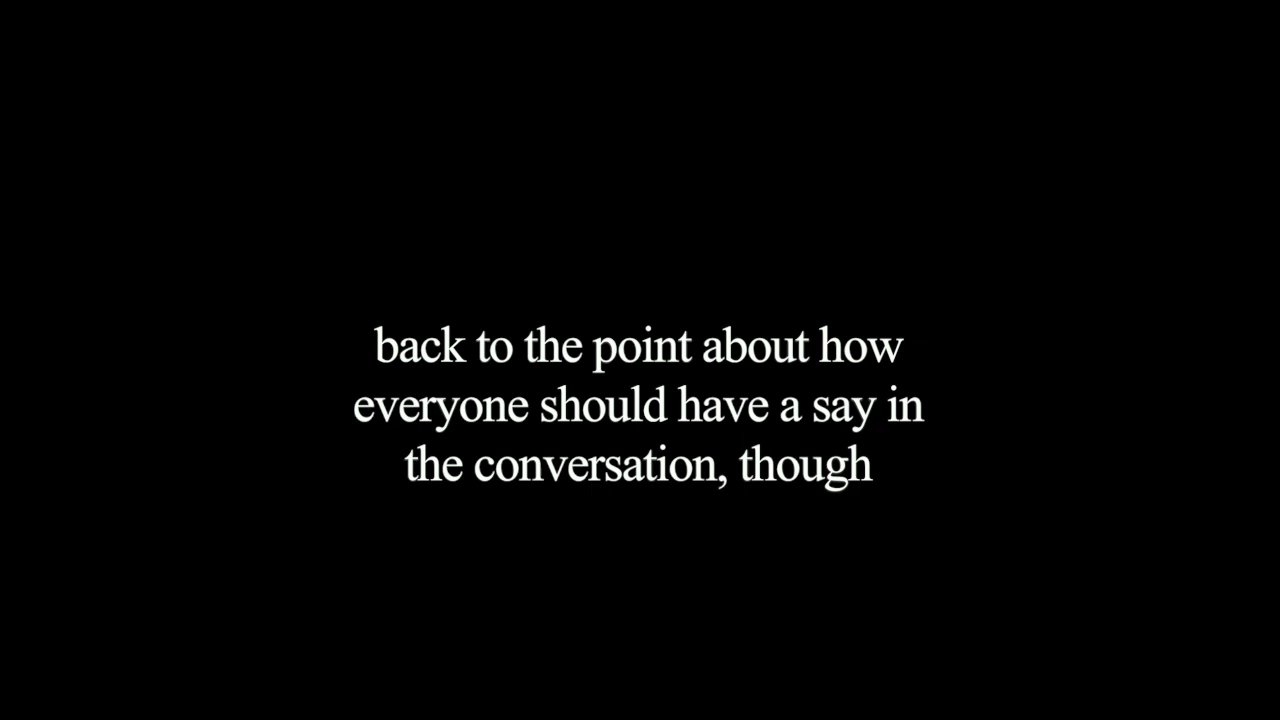 back to the point about how
everyone should have a say in
the conversation, though